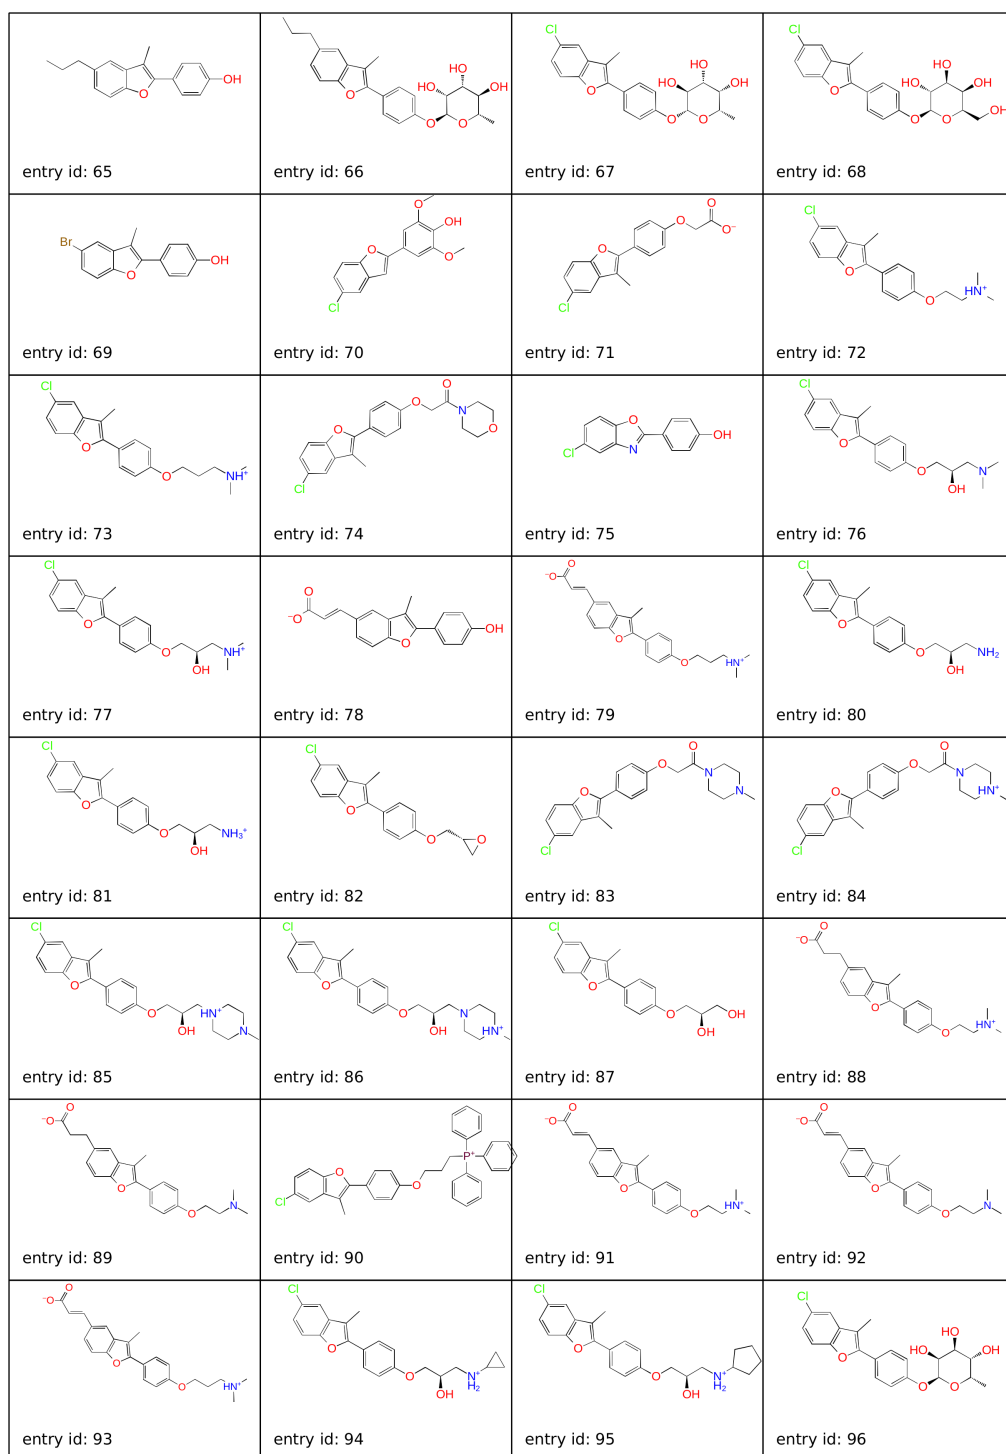 O
OH
entry id: 65
HO
HO
OH
O
O
entry id: 66
Cl
HO
HO
OH
O
O
O
entry id: 67
Cl
HO
HO
OH
O
O
O
OH
entry id: 68
Br
O
OH
entry id: 69
O
OH
O
O
Cl
entry id: 70
O
O
O⁻
O
Cl
entry id: 71
Cl
O
HN⁺
O
entry id: 72
Cl
O
O
NH⁺
entry id: 73
O
O
N
O
O
Cl
entry id: 74
O
OH
Cl
N
entry id: 75
Cl
O
O
N
OH
entry id: 76
Cl
O
O
NH⁺
OH
entry id: 77
O
⁻O
OH
O
entry id: 78
O
⁻O
O
O
HN⁺
entry id: 79
Cl
O
O
NH₂
OH
entry id: 80
Cl
O
O
NH₃⁺
OH
entry id: 81
Cl
O
O
O
entry id: 82
O
O
N
O
N
Cl
entry id: 83
O
O
N
O
HN⁺
Cl
entry id: 84
Cl
O
O
HN⁺
OH
N
entry id: 85
Cl
O
O
N
OH
HN⁺
entry id: 86
Cl
O
O
OH
OH
entry id: 87
O
⁻O
O
HN⁺
O
entry id: 88
O
⁻O
O
N
O
entry id: 89
P⁺
O
O
Cl
entry id: 90
O
⁻O
O
HN⁺
O
entry id: 91
O
⁻O
O
N
O
entry id: 92
O
⁻O
O
O
HN⁺
entry id: 93
Cl
O
O
N⁺
H₂
OH
entry id: 94
Cl
O
O
N⁺
H₂
OH
entry id: 95
Cl
HO
HO
OH
O
O
O
entry id: 96